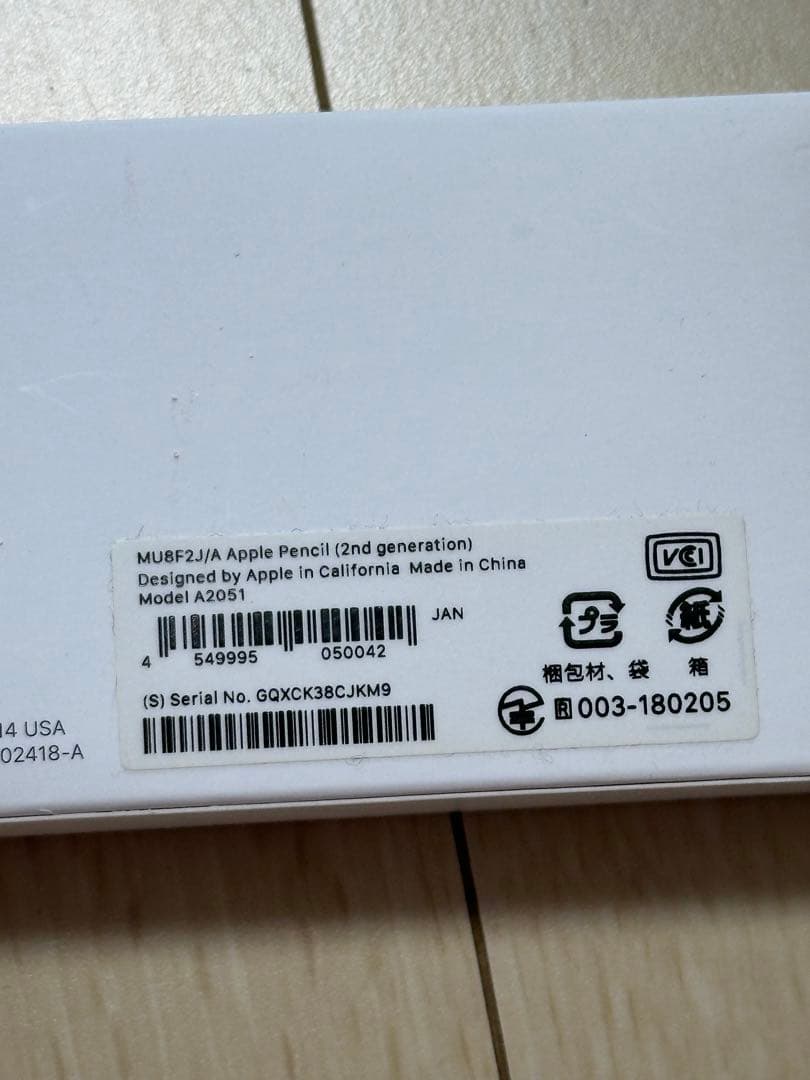 MU8F2J/A Apple Pencil (2nd generation)
Designed by Apple in California Made in China
Model A2051
JAN
4 549995 050042
(S) Serial No. GQXCK38CJKM9
VCI
プラ
紙
梱包材、袋
箱
R 003-180205
14 USA
02418-A